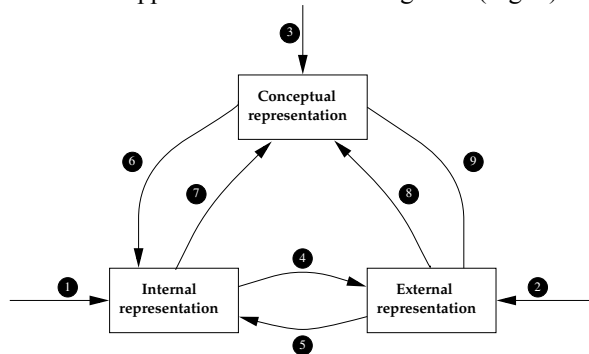 3
Conceptual
representation
6
9
7
8
4
1
Internal
representation
External
representation
2
5